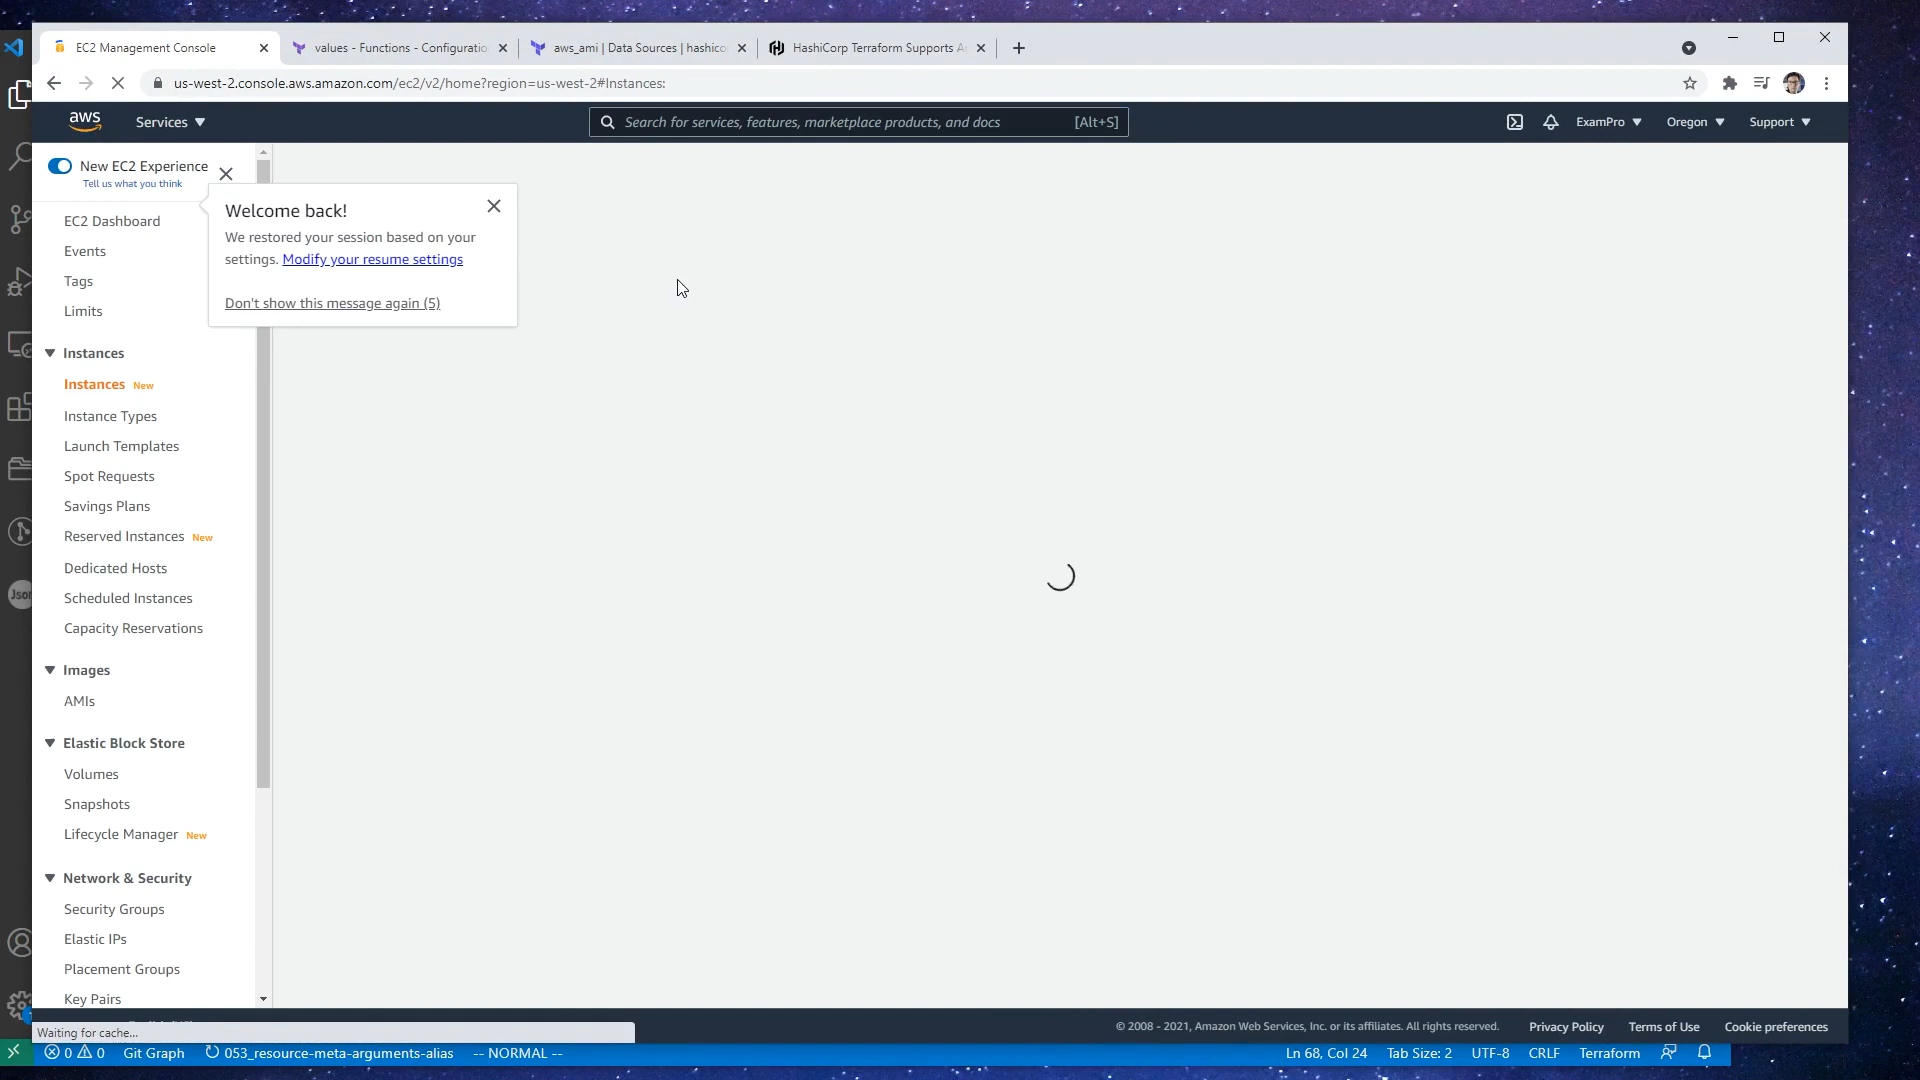 EC2 Management Console
values - Functions - Configuratio
aws_ami | Data Sources | hashico
HashiCorp Terraform Supports A
us-west-2.console.aws.amazon.com/ec2/v2/home?region=us-west-2#Instances:
aws
Services
Search for services, features, marketplace products, and docs
[Alt+S]
ExamPro
Oregon
Support
New EC2 Experience
Tell us what you think
Welcome back!
We restored your session based on your
settings. Modify your resume settings
Don't show this message again (5)
EC2 Dashboard
Events
Tags
Limits
Instances
Instances New
Instance Types
Launch Templates
Spot Requests
Savings Plans
Reserved Instances New
Dedicated Hosts
Scheduled Instances
Capacity Reservations
Images
AMIs
Elastic Block Store
Volumes
Snapshots
Lifecycle Manager New
Network & Security
Security Groups
Elastic IPs
Placement Groups
Key Pairs
Json
© 2008 - 2021, Amazon Web Services, Inc. or its affiliates. All rights reserved.
Privacy Policy
Terms of Use
Cookie preferences
Waiting for cache...
0 0
Git Graph
053_resource-meta-arguments-alias
-- NORMAL --
Ln 68, Col 24
Tab Size: 2
UTF-8
CRLF
Terraform